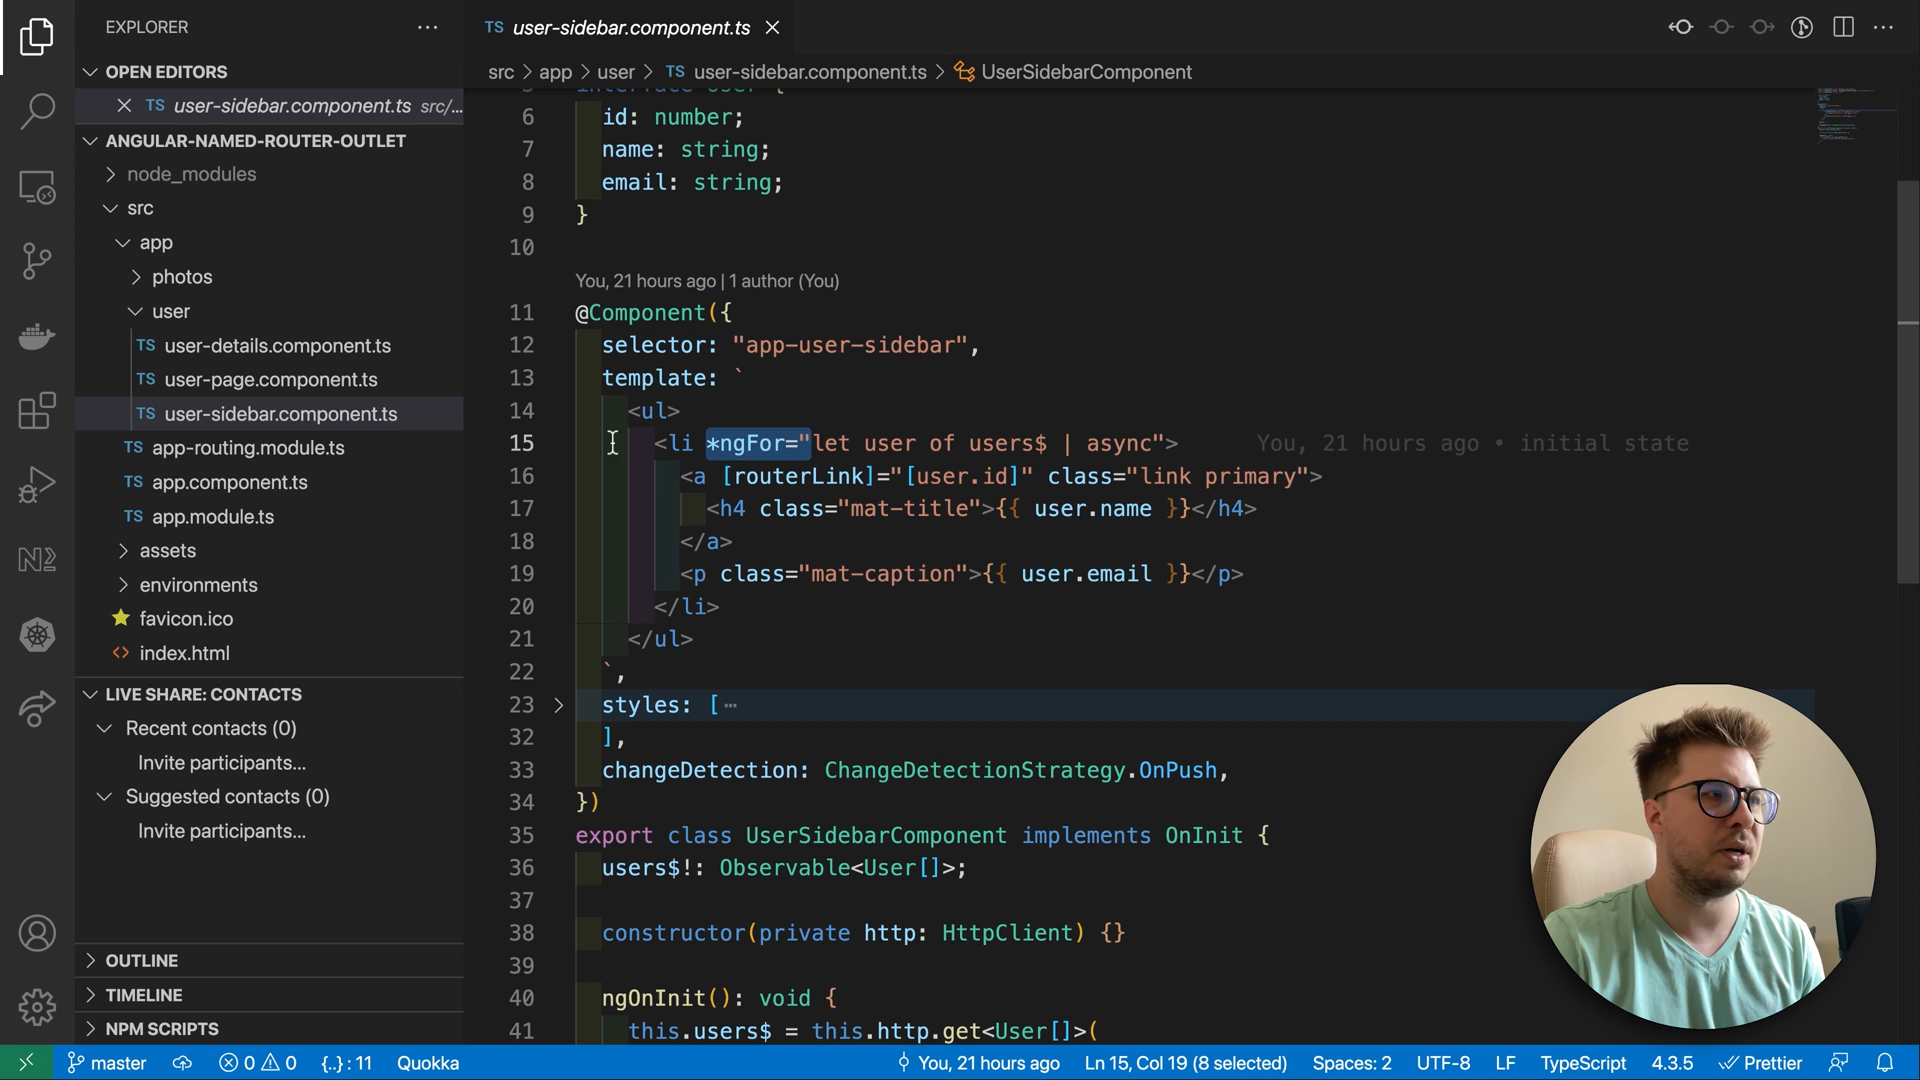 EXPLORER
OPEN EDITORS
TS user-sidebar.component.ts src/...
ANGULAR-NAMED-ROUTER-OUTLET
node_modules
src
app
photos
user
TS user-details.component.ts
TS user-page.component.ts
TS user-sidebar.component.ts
TS app-routing.module.ts
TS app.component.ts
TS app.module.ts
assets
environments
favicon.ico
<> index.html
LIVE SHARE: CONTACTS
Recent contacts (0)
Invite participants...
Suggested contacts (0)
Invite participants...
OUTLINE
TIMELINE
NPM SCRIPTS
TS user-sidebar.component.ts
src > app > user > TS user-sidebar.component.ts > UserSidebarComponent
6 id: number;
7 name: string;
8 email: string;
9 }
10
You, 21 hours ago | 1 author (You)
11 @Component({
12 selector: "app-user-sidebar",
13 template: `
14 <ul>
15 <li *ngFor="let user of users$ | async"> You, 21 hours ago • initial state
16 <a [routerLink]="[user.id]" class="link primary">
17 <h4 class="mat-title">{{ user.name }}</h4>
18 </a>
19 <p class="mat-caption">{{ user.email }}</p>
20 </li>
21 </ul>
22 `,
23 styles: [⋯
32 ],
33 changeDetection: ChangeDetectionStrategy.OnPush,
34 })
35 export class UserSidebarComponent implements OnInit {
36 users$!: Observable<User[]>;
37
38 constructor(private http: HttpClient) {}
39
40 ngOnInit(): void {
41 this.users$ = this.http.get<User[]>(
master 0 0 {..}: 11 Quokka You, 21 hours ago Ln 15, Col 19 (8 selected) Spaces: 2 UTF-8 LF TypeScript 4.3.5 Prettier